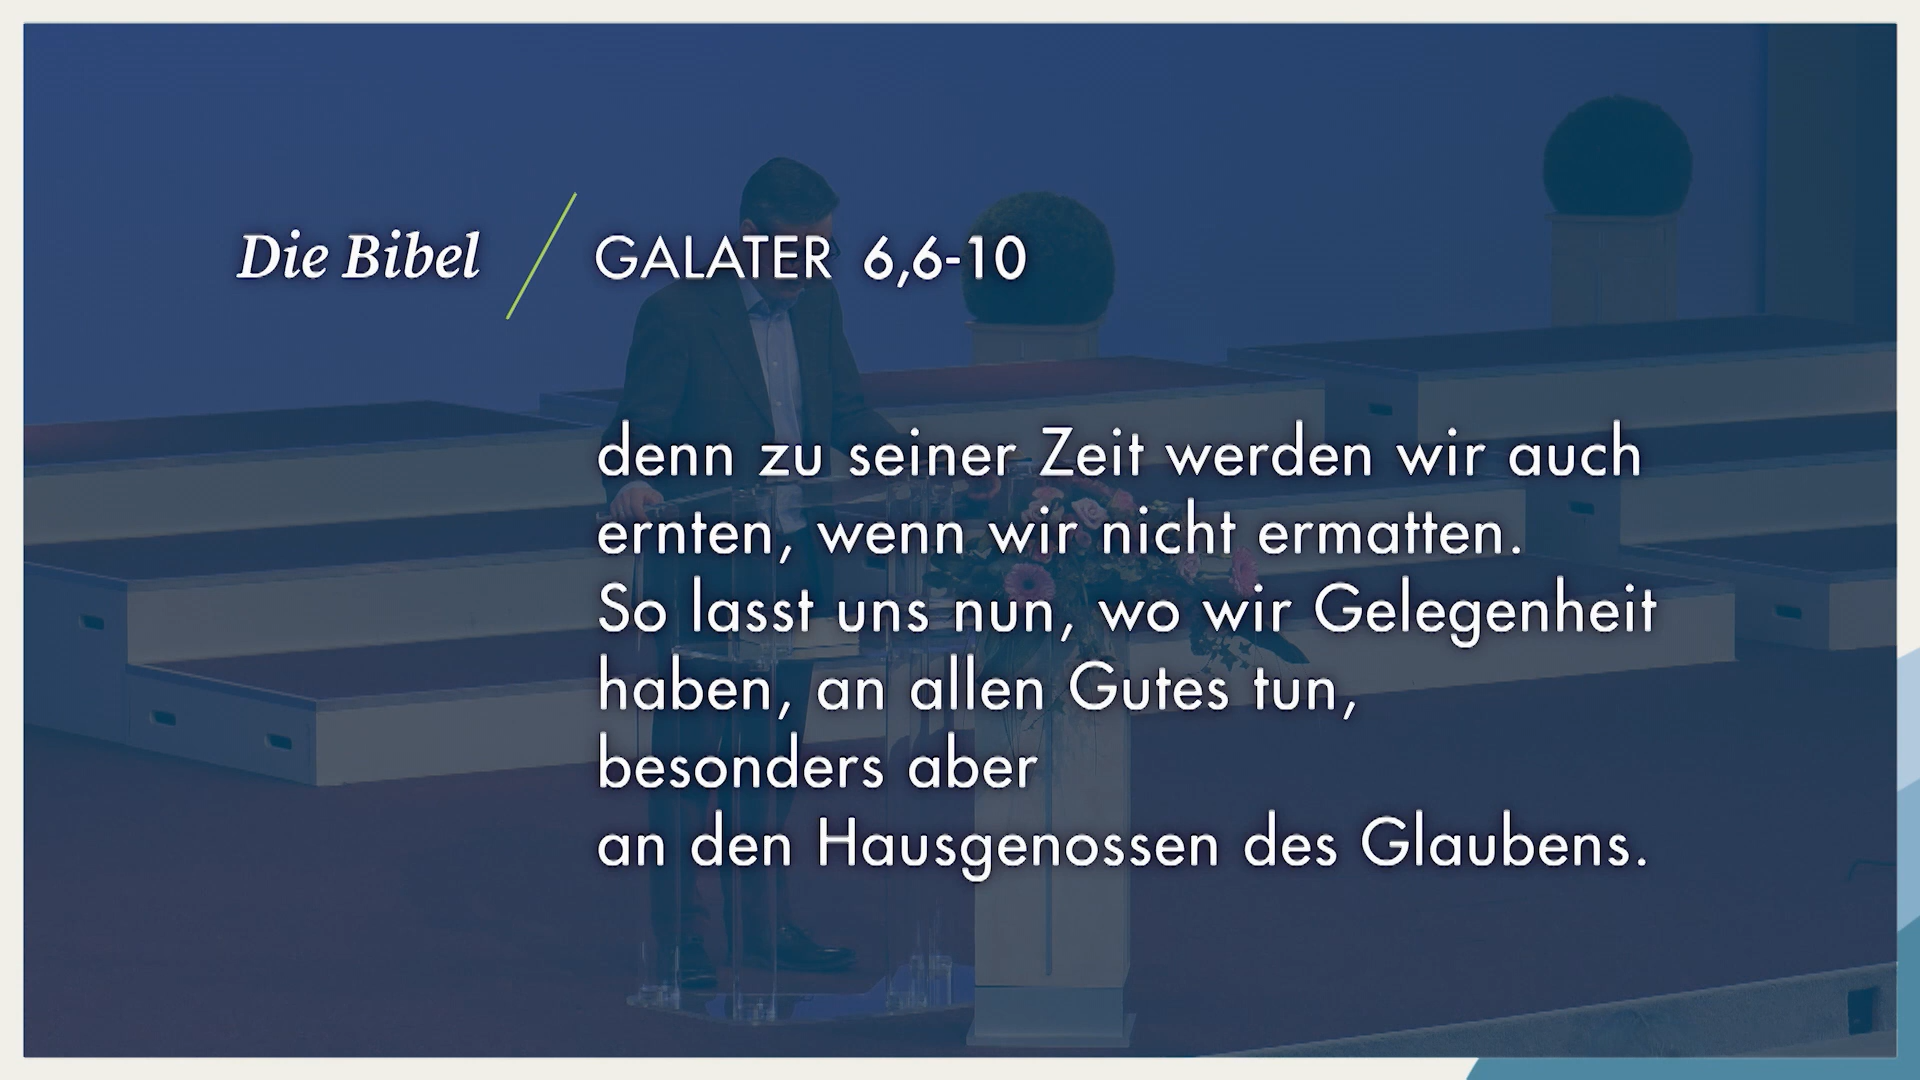 Die Bibel / GALATER 6,6-10
denn zu seiner Zeit werden wir auch
ernten, wenn wir nicht ermatten.
So lasst uns nun, wo wir Gelegenheit
haben, an allen Gutes tun,
besonders aber
an den Hausgenossen des Glaubens.